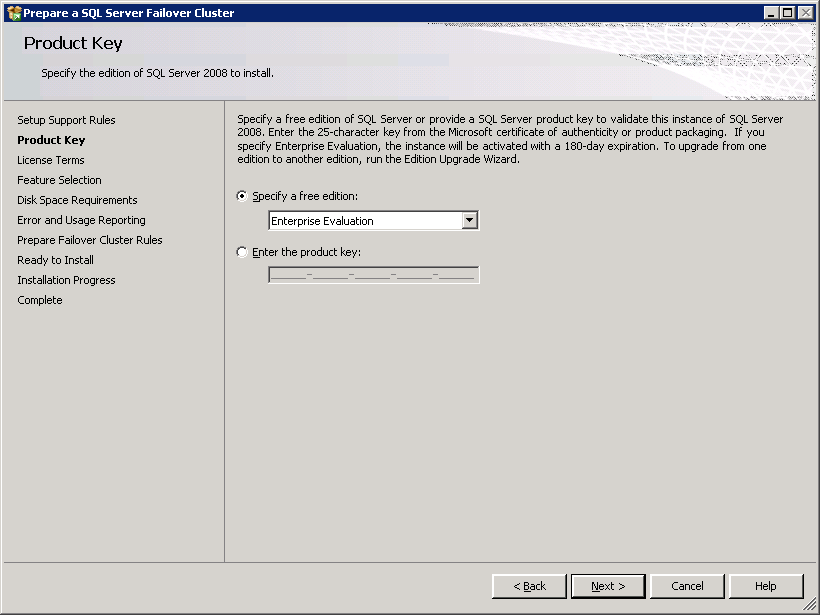 Prepare a SQL Server Failover Cluster
Product Key
Specify the edition of SQL Server 2008 to install.
Setup Support Rules
Product Key
License Terms
Feature Selection
Disk Space Requirements
Error and Usage Reporting
Prepare Failover Cluster Rules
Ready to Install
Installation Progress
Complete
Specify a free edition of SQL Server or provide a SQL Server product key to validate this instance of SQL Server
2008. Enter the 25-character key from the Microsoft certificate of authenticity or product packaging. If you
specify Enterprise Evaluation, the instance will be activated with a 180-day expiration. To upgrade from one
edition to another edition, run the Edition Upgrade Wizard.
Specify a free edition:
Enterprise Evaluation
Enter the product key:
_____-_____-_____-_____-_____
< Back
Next >
Cancel
Help